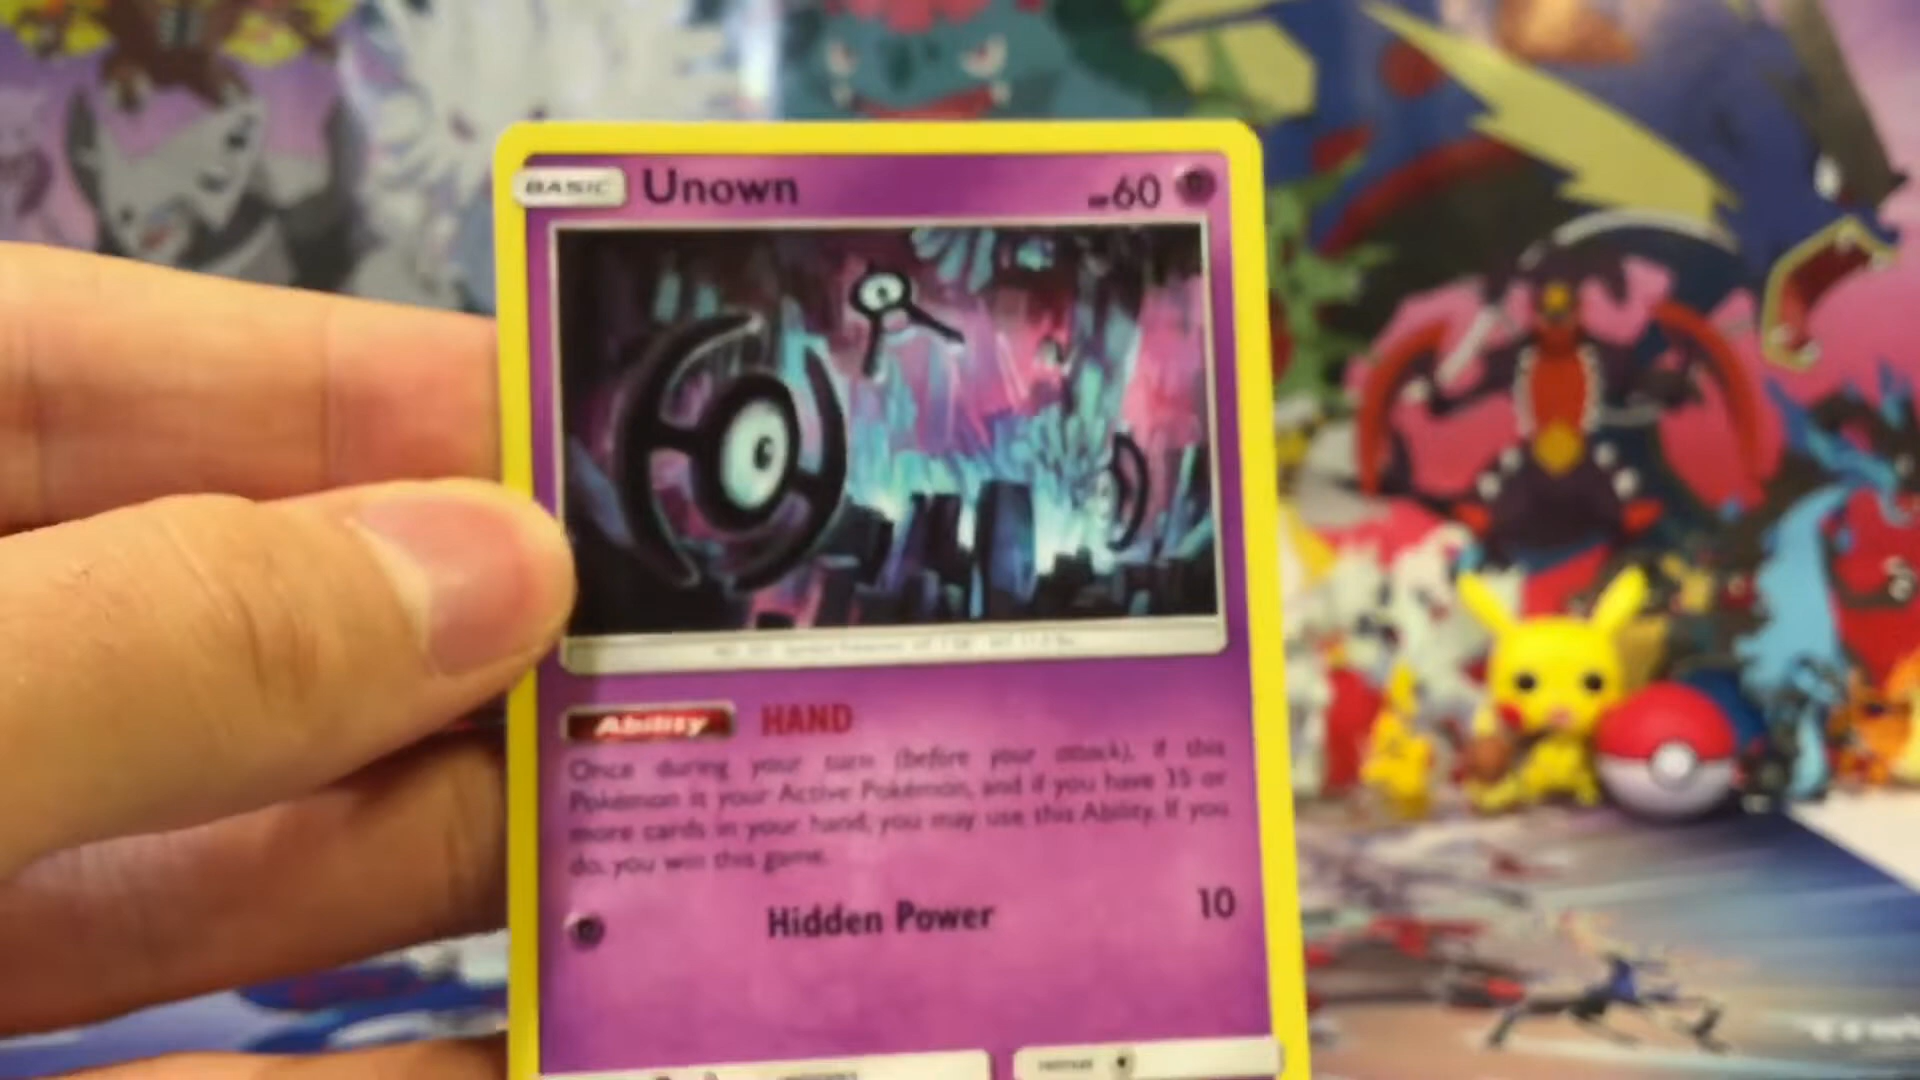 BASIC Unown HP60
Ability HAND
Once during your turn (before your attack), if this
Pokémon is your Active Pokémon, and if you have 35 or
more cards in your hand, you may use this Ability. If you
do, you win this game.
Hidden Power 10